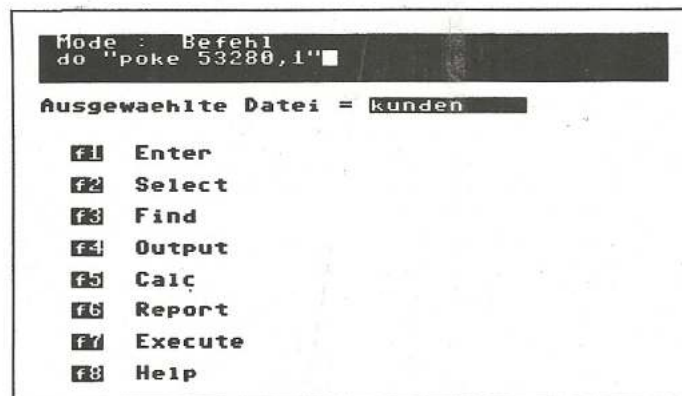 Mode : Befehl
do "poke 53280,1"
Ausgewaehlte Datei = kunden
f1 Enter
f2 Select
f3 Find
f4 Output
f5 Calc
f6 Report
f7 Execute
f8 Help